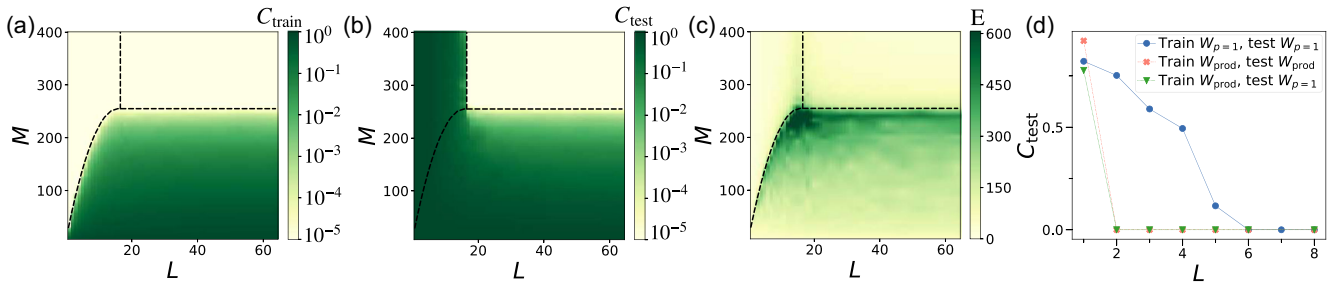 (a) C_train (b) C_test (c) E (d)
400 10^0 400 10^0 400 600 Train W_{p=1}, test W_{p=1}
Train W_prod, test W_prod
10^{-1} 10^{-1} Train W_prod, test W_{p=1}
300 300 300 450
10^{-2} 10^{-2} 0.5
M M M C_test
200 200 200 300
10^{-3} 10^{-3}
100 10^{-4} 100 10^{-4} 100 150
10^{-5} 10^{-5} 0 0.0
20 40 60 20 40 60 20 40 60 2 4 6 8
L L L L